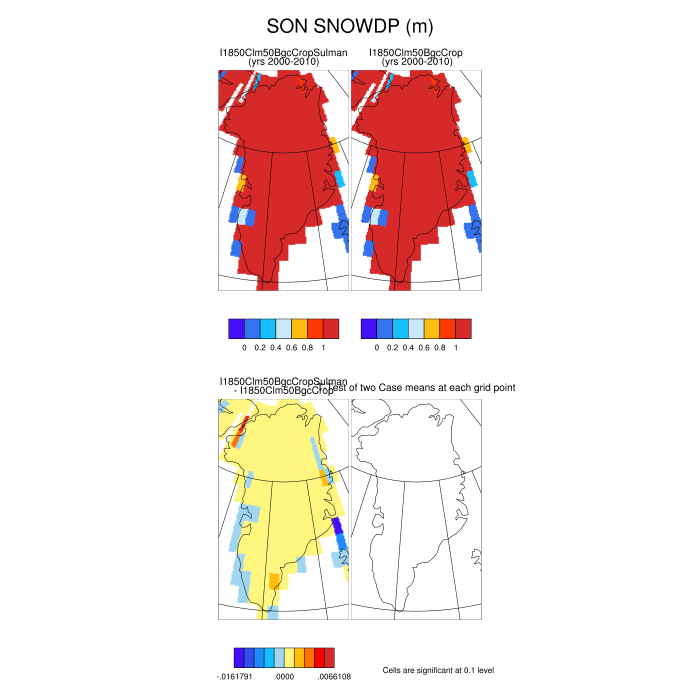 SON SNOWDP (m)
I1850Clm50BgcCropSulman
(yrs 2000-2010)
I1850Clm50BgcCrop
(yrs 2000-2010)
0 0.2 0.4 0.6 0.8 1
0 0.2 0.4 0.6 0.8 1
I1850Clm50BgcCropSulman
- I1850Clm50BgcCrop
Test of two Case means at each grid point
-.0161791 .0000 .0066108
Cells are significant at 0.1 level